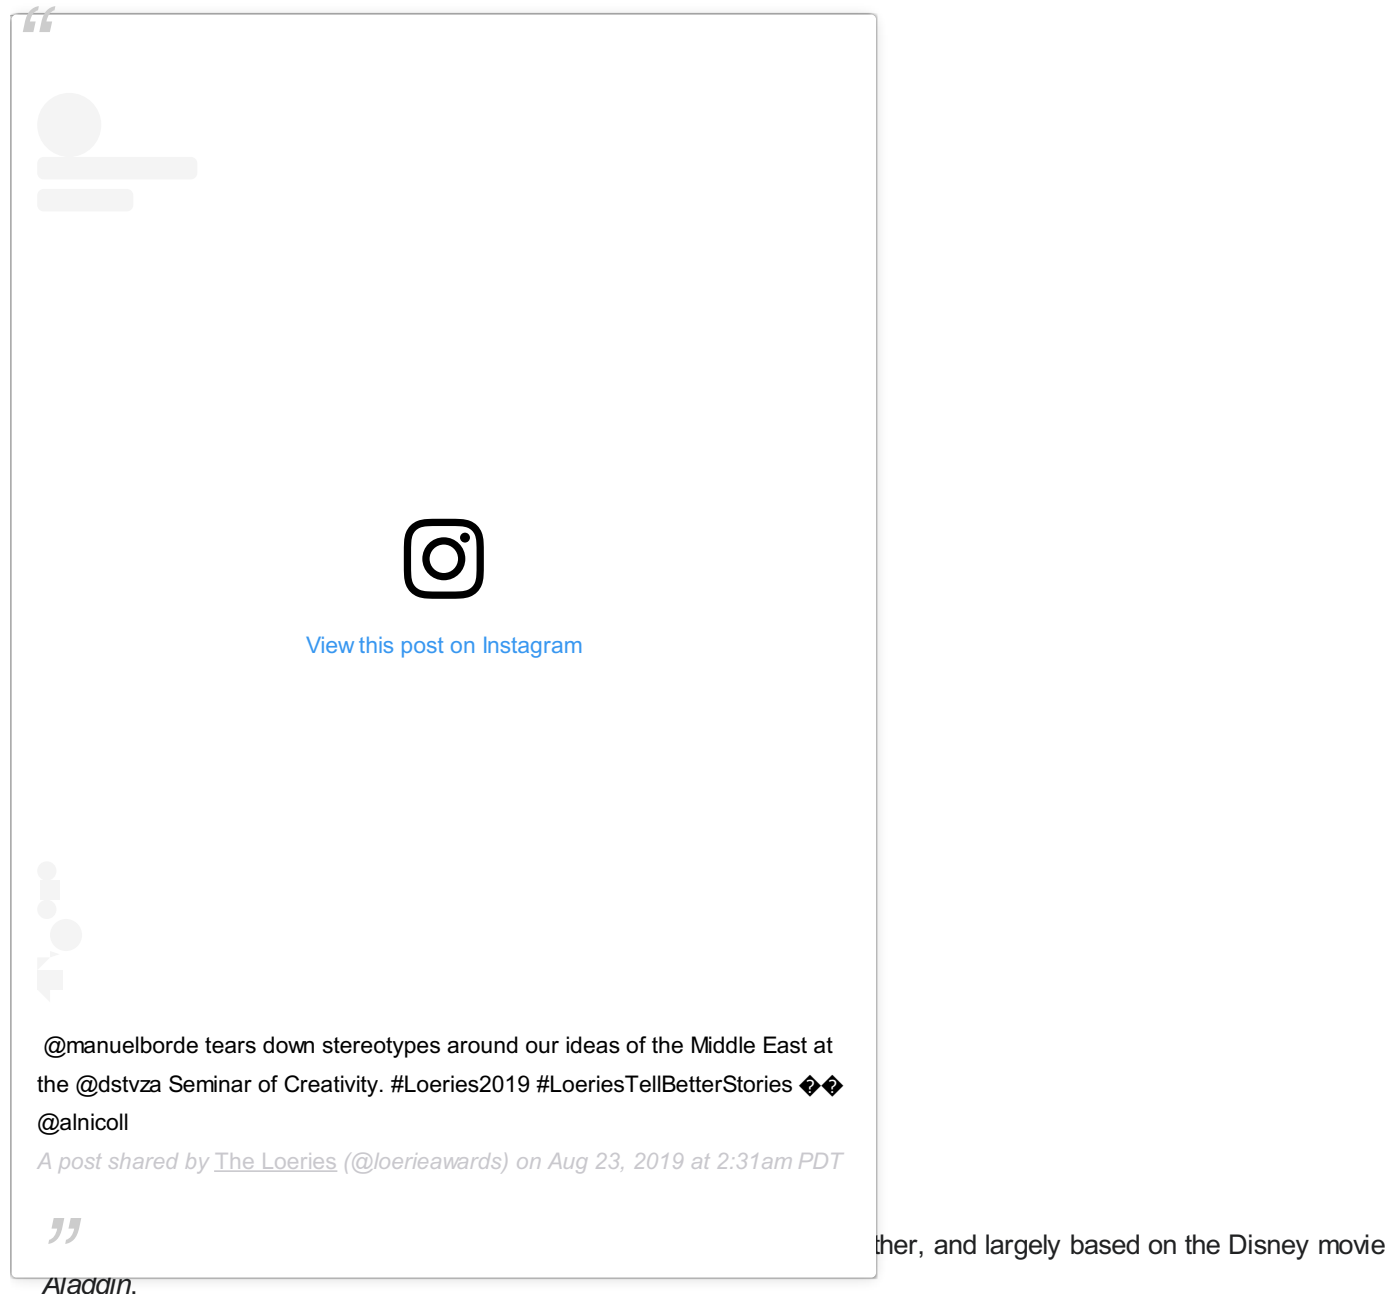 “
View this post on Instagram
@manuelborde tears down stereotypes around our ideas of the Middle East at
the @dstvza Seminar of Creativity. #Loeries2019 #LoeriesTellBetterStories ��
@alnicoll
A post shared by The Loeries (@loerieawards) on Aug 23, 2019 at 2:31am PDT
”
, and largely based on the Disney movie
Aladdin.